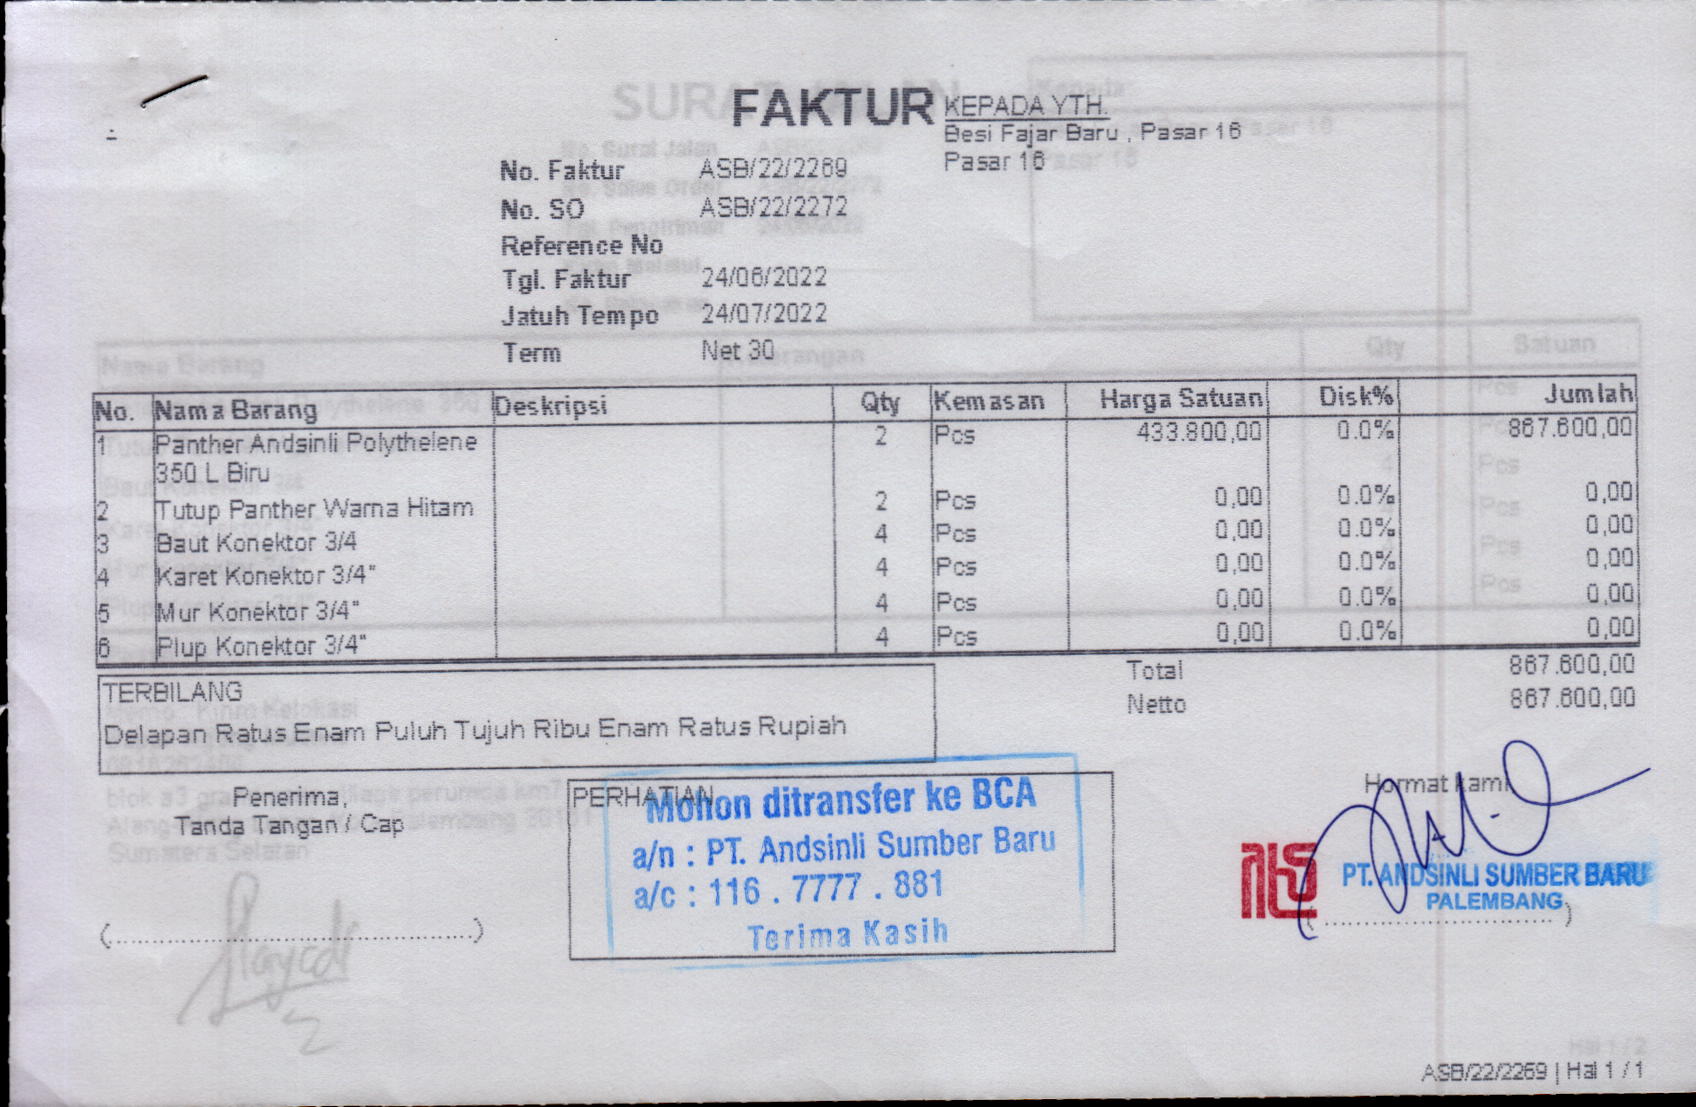 FAKTUR
KEPADA YTH.
Besi Fajar Baru , Pasar 16
Pasar 16
No. Faktur ASB/22/2269
No. SO ASB/22/2272
Reference No
Tgl. Faktur 24/06/2022
Jatuh Tempo 24/07/2022
Term Net 30
No. Nama Barang Deskripsi Qty Kemasan Harga Satuan Disk% Jumlah
1 Panther Andsinli Polythelene 2 Pcs 433.800,00 0.0% 867.600,00
350 L Biru
2 Tutup Panther Warna Hitam 2 Pcs 0,00 0.0% 0,00
3 Baut Konektor 3/4 4 Pcs 0,00 0.0% 0,00
4 Karet Konektor 3/4" 4 Pcs 0,00 0.0% 0,00
5 Mur Konektor 3/4" 4 Pcs 0,00 0.0% 0,00
6 Plup Konektor 3/4" 4 Pcs 0,00 0.0% 0,00
Total 867.600,00
Netto 867.600,00
TERBILANG
Delapan Ratus Enam Puluh Tujuh Ribu Enam Ratus Rupiah
Penerima,
Tanda Tangan / Cap
(........................................................)
PERHATIAN
Mohon ditransfer ke BCA
a/n : PT. Andsinli Sumber Baru
a/c : 116 . 7777 . 881
Terima Kasih
Hormat kami
PT. ANDSINLI SUMBER BARU
PALEMBANG
(........................................)
ASB/22/2269 | Hal 1 / 1